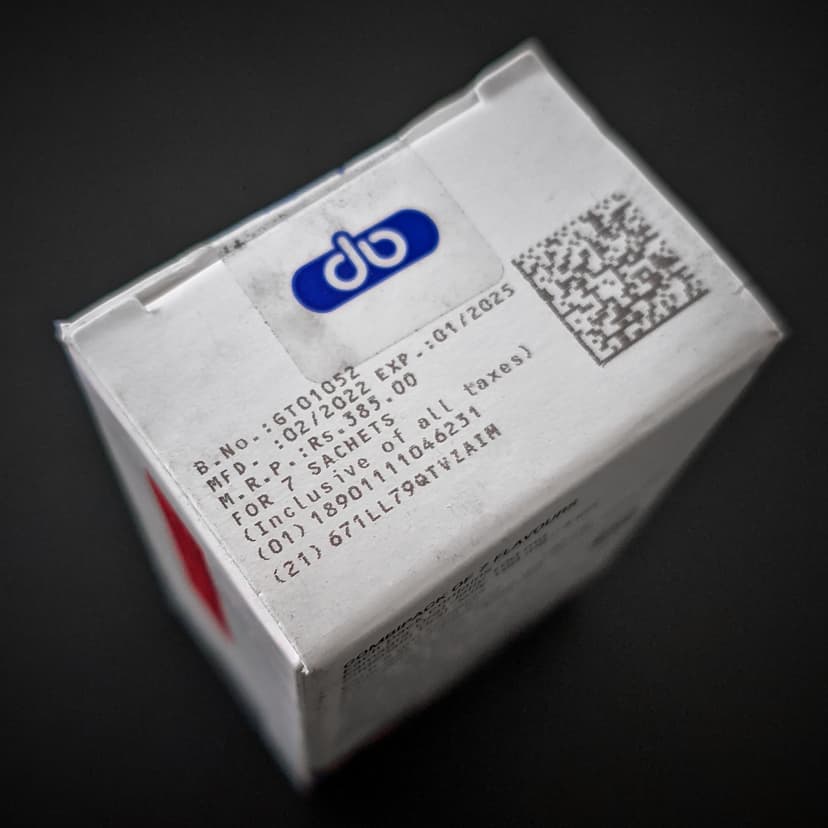 db
B.No.:GT01052
MFD. :02/2022 EXP.:01/2025
M.R.P.:Rs.385.00
FOR 7 SACHETS
(Inclusive of all taxes)
(01) 18901111046231
(21) 671LL79QTVZAIM
COMBIPACK OF 7 FLAVOURS